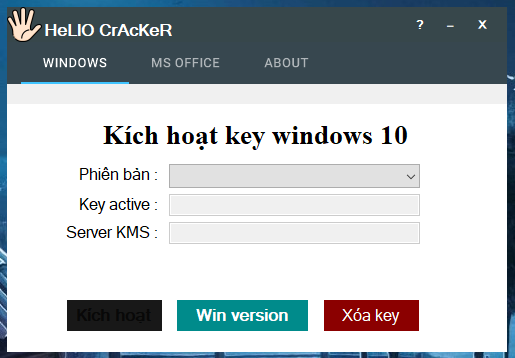 HeLIO CrAcKeR ? – X
WINDOWS MS OFFICE ABOUT
Kích hoạt key windows 10
Phiên bản :
Key active :
Server KMS :
Kích hoạt Win version Xóa key